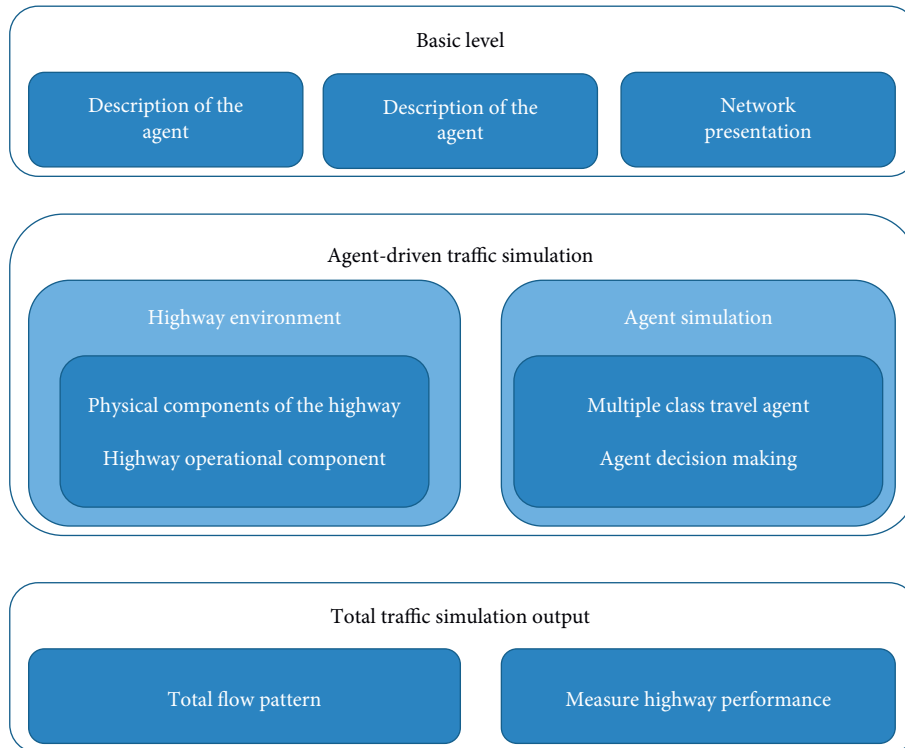 Basic level
Description of the
agent
Description of the
agent
Network
presentation
Agent-driven traffic simulation
Highway environment
Physical components of the highway
Highway operational component
Agent simulation
Multiple class travel agent
Agent decision making
Total traffic simulation output
Total flow pattern
Measure highway performance